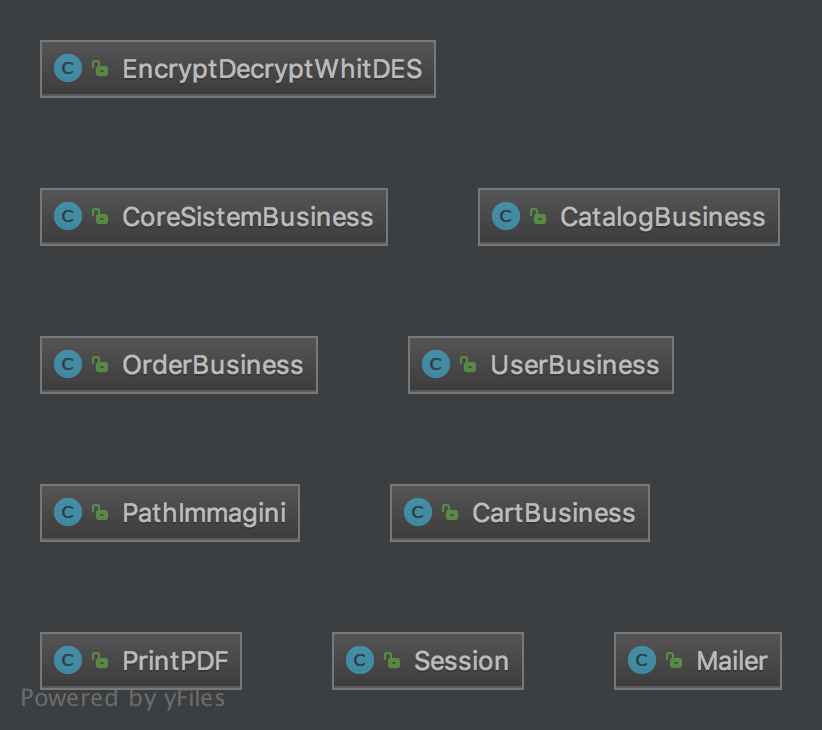 EncryptDecryptWhitDES
CoreSistemBusiness
CatalogBusiness
OrderBusiness
UserBusiness
PathImmagini
CartBusiness
PrintPDF
Session
Mailer
Powered by yFiles